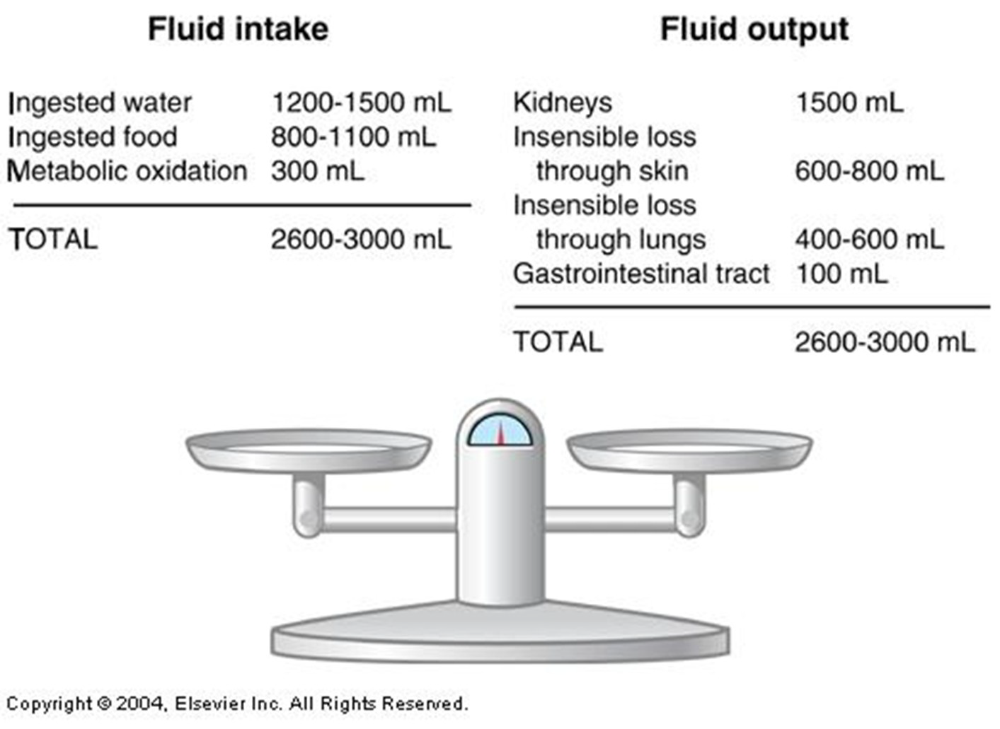 Fluid intake
Ingested water 1200-1500 mL
Ingested food 800-1100 mL
Metabolic oxidation 300 mL
TOTAL 2600-3000 mL
Fluid output
Kidneys 1500 mL
Insensible loss
through skin 600-800 mL
Insensible loss
through lungs 400-600 mL
Gastrointestinal tract 100 mL
TOTAL 2600-3000 mL
Copyright © 2004, Elsevier Inc. All Rights Reserved.